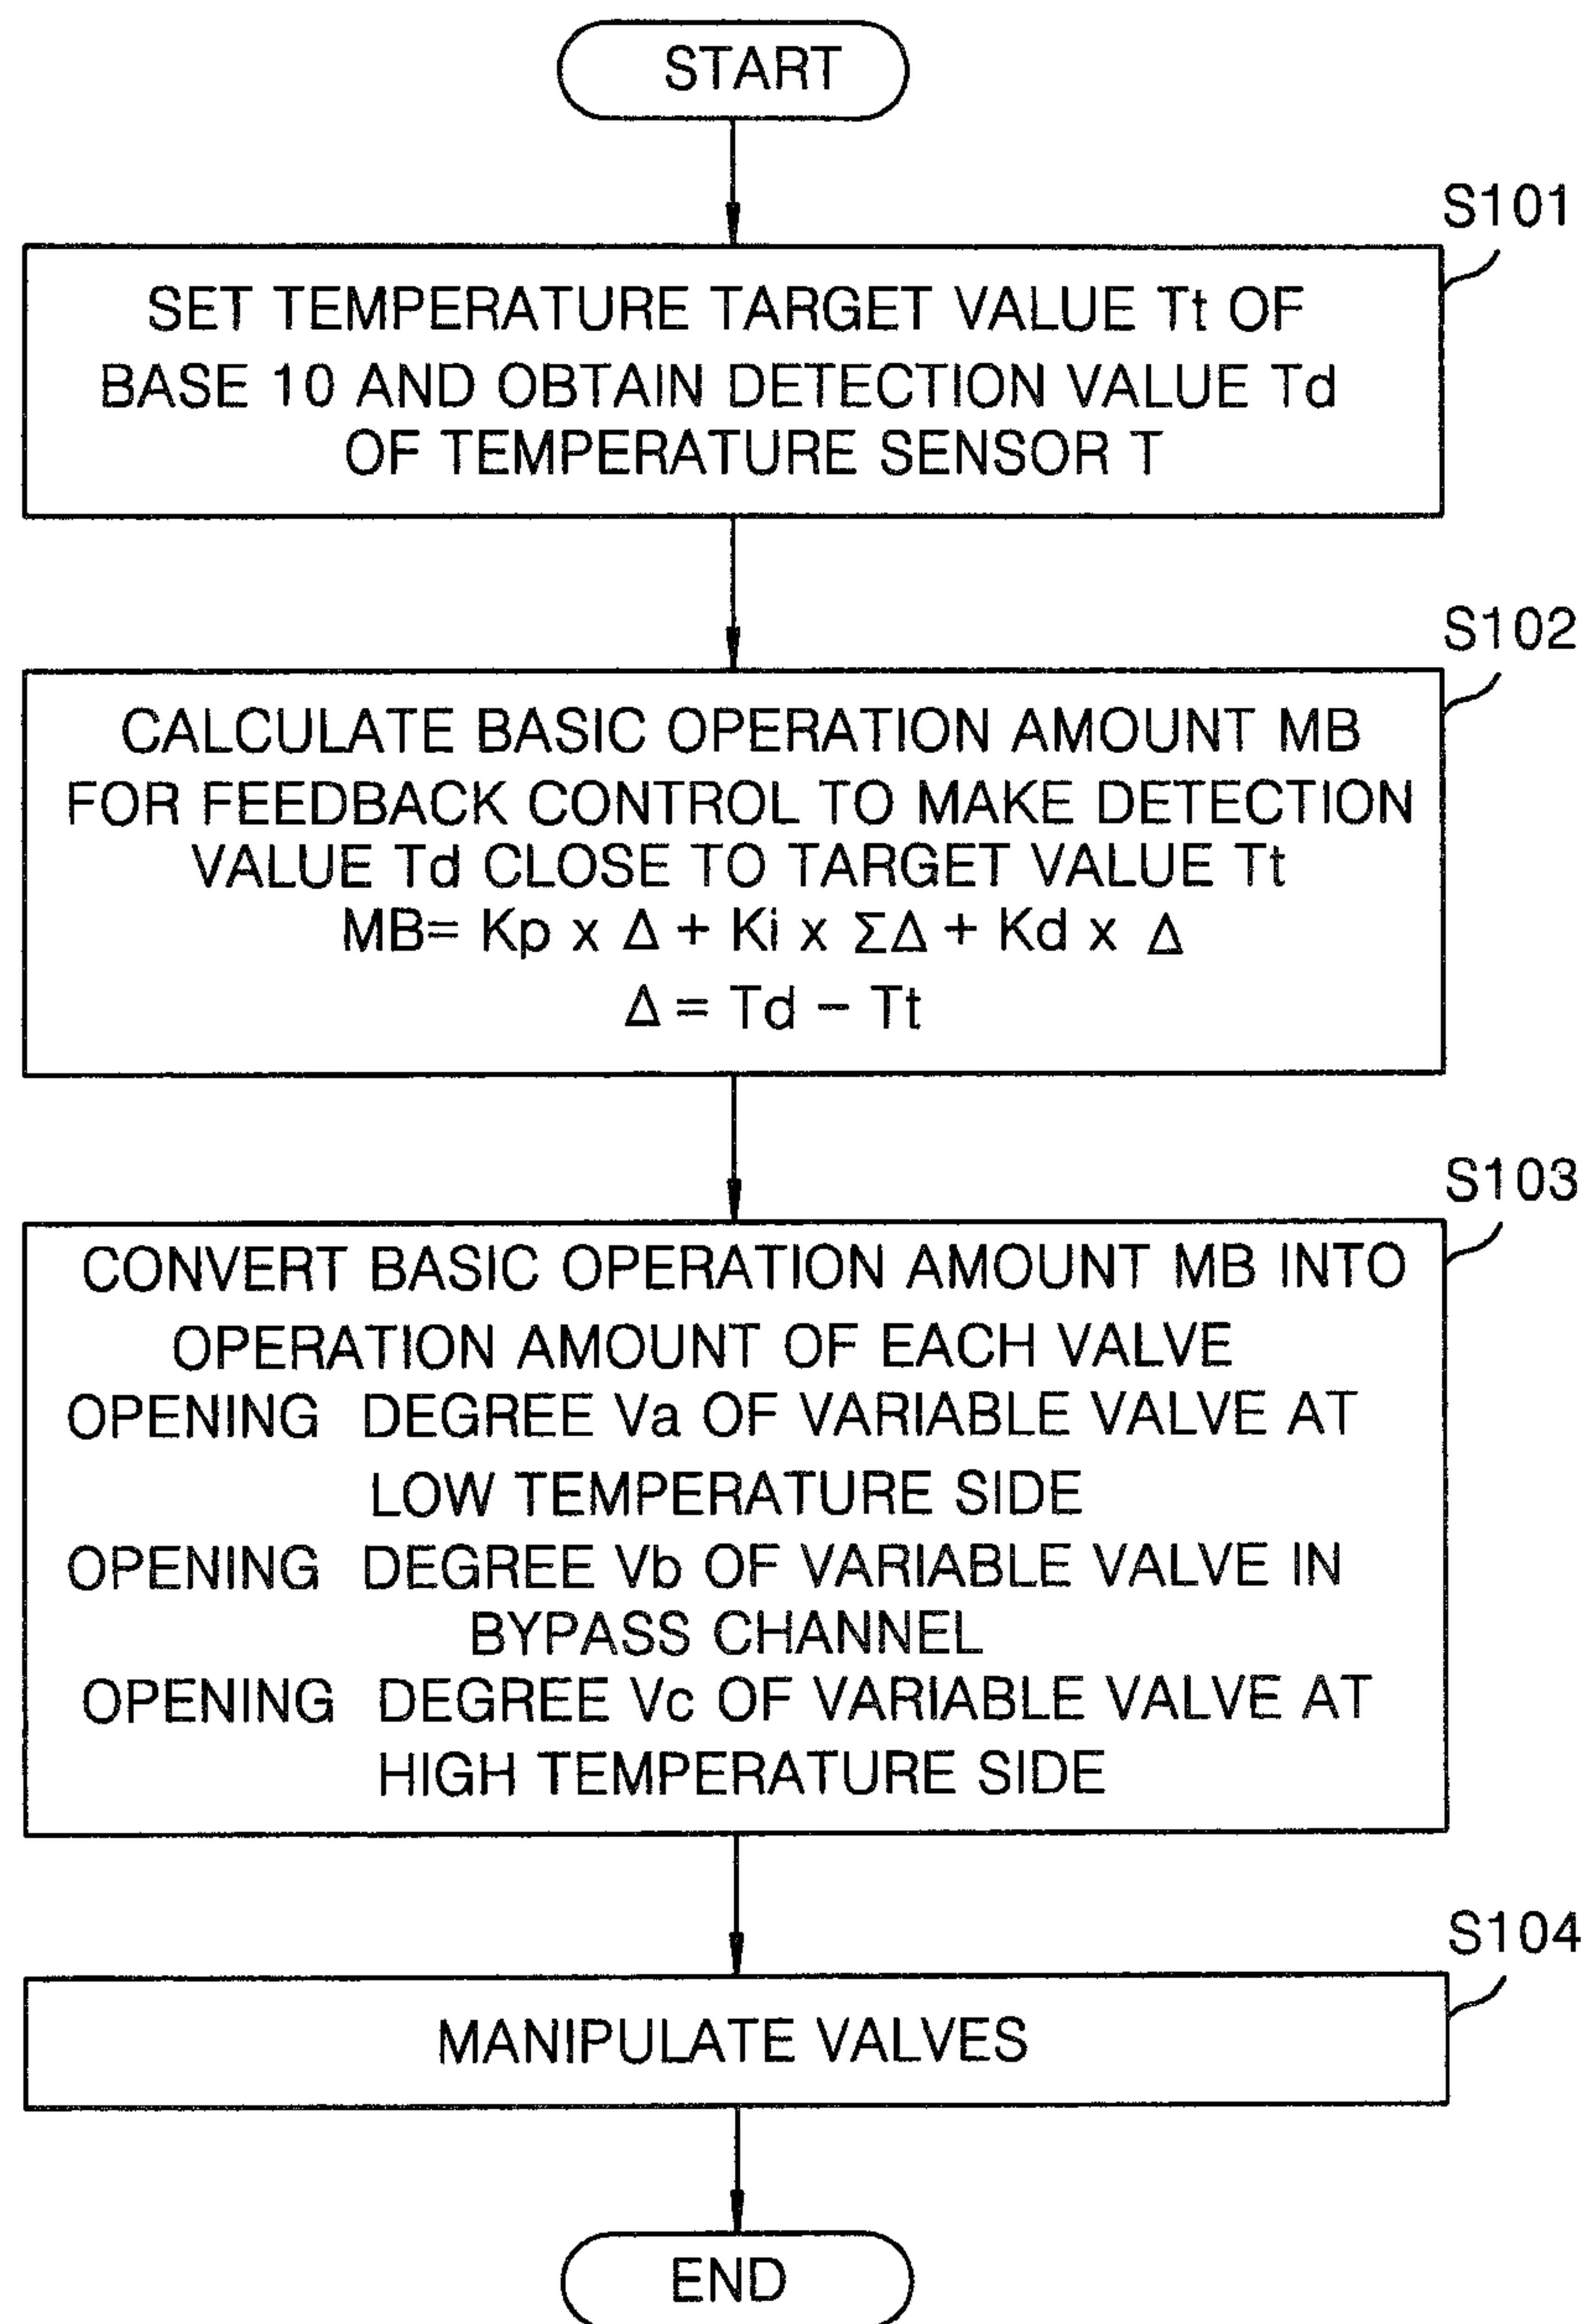 START
S101
SET TEMPERATURE TARGET VALUE Tt OF
BASE 10 AND OBTAIN DETECTION VALUE Td
OF TEMPERATURE SENSOR T
S102
CALCULATE BASIC OPERATION AMOUNT MB
FOR FEEDBACK CONTROL TO MAKE DETECTION
VALUE Td CLOSE TO TARGET VALUE Tt
MB= Kp x Δ + Ki x ΣΔ + Kd x Δ
Δ = Td − Tt
S103
CONVERT BASIC OPERATION AMOUNT MB INTO
OPERATION AMOUNT OF EACH VALVE
OPENING DEGREE Va OF VARIABLE VALVE AT
LOW TEMPERATURE SIDE
OPENING DEGREE Vb OF VARIABLE VALVE IN
BYPASS CHANNEL
OPENING DEGREE Vc OF VARIABLE VALVE AT
HIGH TEMPERATURE SIDE
S104
MANIPULATE VALVES
END